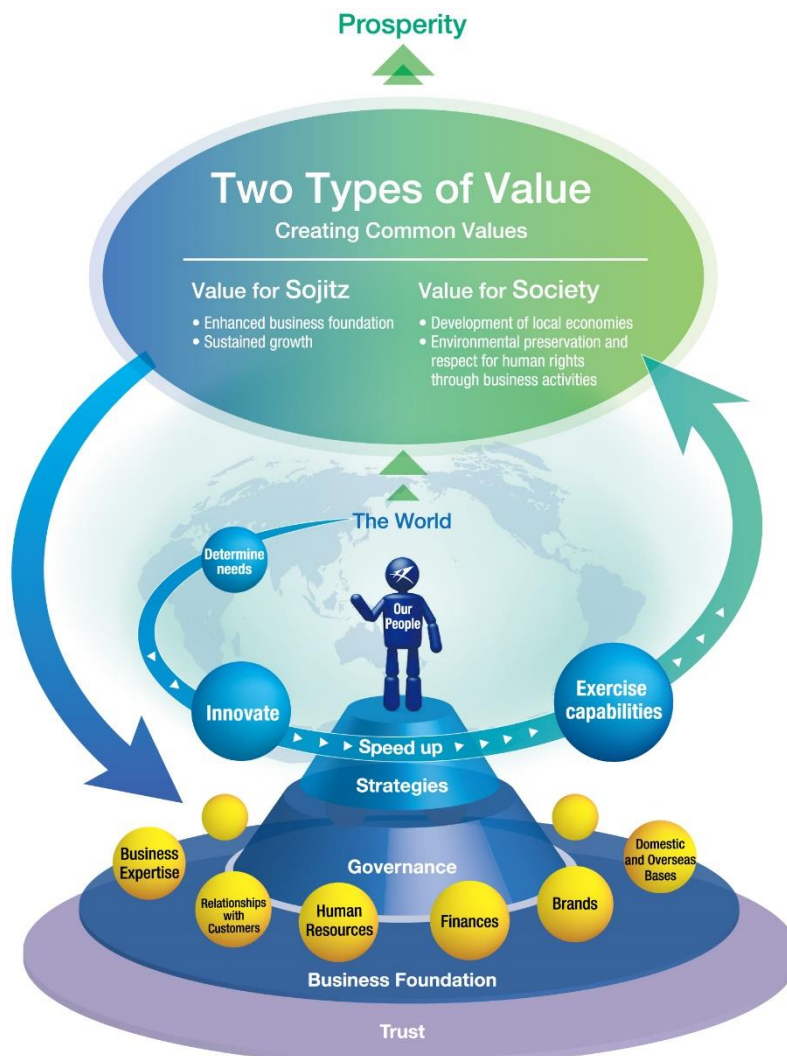 Prosperity
Two Types of Value
Creating Common Values
Value for Sojitz
• Enhanced business foundation
• Sustained growth
Value for Society
• Development of local economies
• Environmental preservation and
respect for human rights
through business activities
The World
Determine
needs
Our
People
Innovate
Exercise
capabilities
Speed up
Strategies
Business
Expertise
Governance
Domestic
and Overseas
Bases
Relationships
with
Customers
Human
Resources
Finances
Brands
Business Foundation
Trust